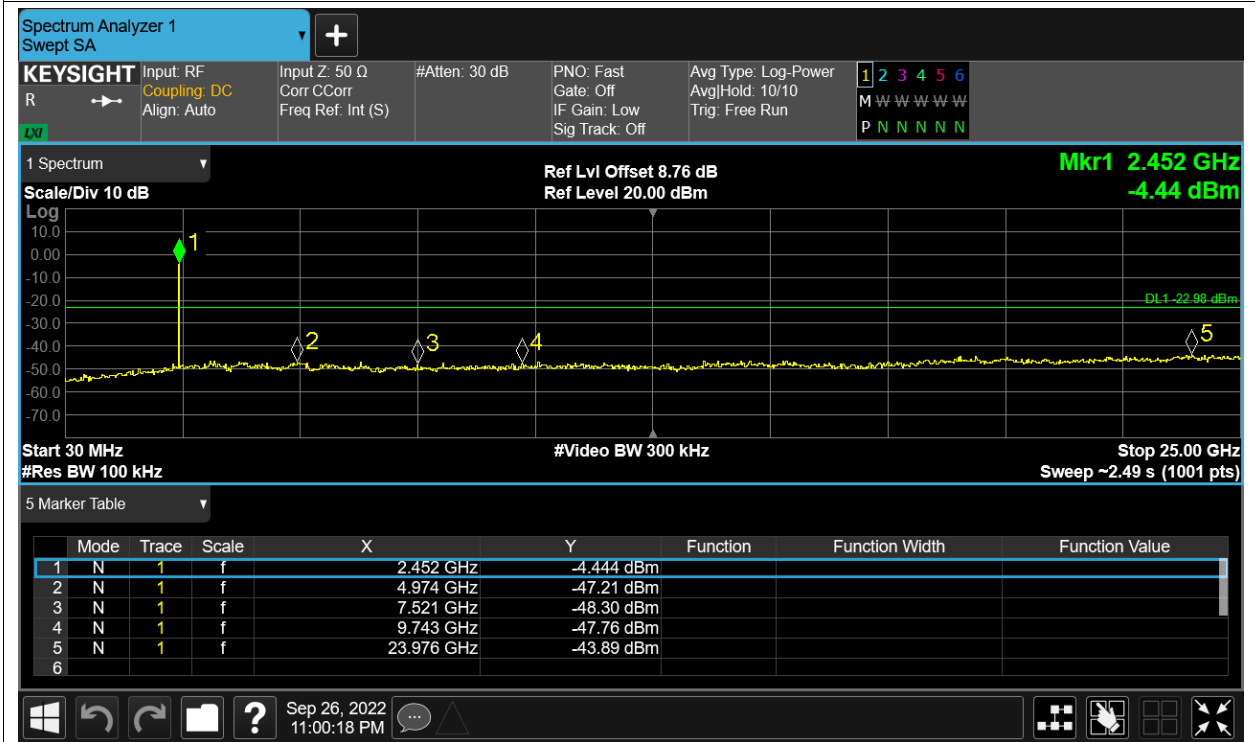 Spectrum Analyzer 1
Swept SA
+
KEYSIGHT
R
LXI
Input: RF
Coupling: DC
Align: Auto
Input Z: 50 Ω
Corr CCorr
Freq Ref: Int (S)
#Atten: 30 dB
PNO: Fast
Gate: Off
IF Gain: Low
Sig Track: Off
Avg Type: Log-Power
Avg|Hold: 10/10
Trig: Free Run
1 2 3 4 5 6
M W W W W W
P N N N N N
1 Spectrum
Scale/Div 10 dB
Ref Lvl Offset 8.76 dB
Ref Level 20.00 dBm
Mkr1 2.452 GHz
-4.44 dBm
Log
10.0
0.00
-10.0
-20.0
-30.0
-40.0
-50.0
-60.0
-70.0
1
2
3
4
5
DL1 -22.98 dBm
Start 30 MHz
#Video BW 300 kHz
Stop 25.00 GHz
#Res BW 100 kHz
Sweep ~2.49 s (1001 pts)
5 Marker Table
Mode Trace Scale X Y Function Function Width Function Value
1 N 1 f 2.452 GHz -4.444 dBm
2 N 1 f 4.974 GHz -47.21 dBm
3 N 1 f 7.521 GHz -48.30 dBm
4 N 1 f 9.743 GHz -47.76 dBm
5 N 1 f 23.976 GHz -43.89 dBm
6
?
Sep 26, 2022
11:00:18 PM